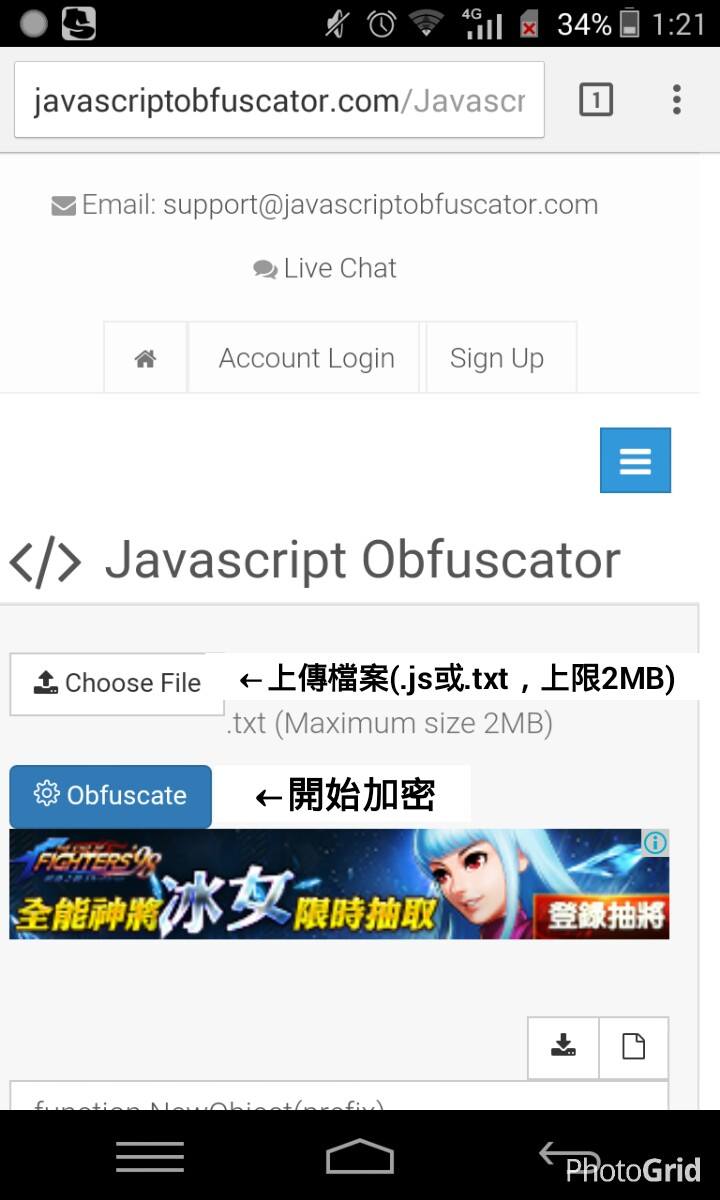 4G 34% 1:21
javascriptobfuscator.com/Javascr 1
Email: support@javascriptobfuscator.com
Live Chat
Account Login Sign Up
</> Javascript Obfuscator
Choose File ←上傳檔案(.js或.txt，上限2MB)
.txt (Maximum size 2MB)
Obfuscate ←開始加密
FIGHTERS'98
全能神將冰女限時抽取 登錄抽將
function NewObject(prefix)
PhotoGrid